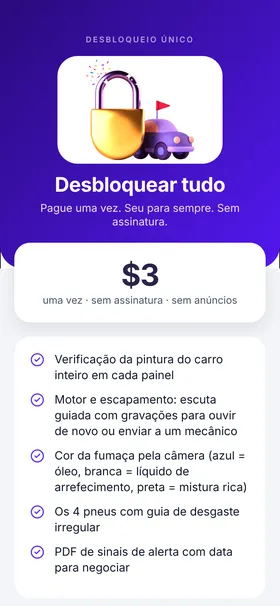 DESBLOQUEIO ÚNICO
Desbloquear tudo
Pague uma vez. Seu para sempre. Sem
assinatura.
$3
uma vez · sem assinatura · sem anúncios
Verificação da pintura do carro
inteiro em cada painel
Motor e escapamento: escuta
guiada com gravações para ouvir
de novo ou enviar a um mecânico
Cor da fumaça pela câmera (azul =
óleo, branca = líquido de
arrefecimento, preta = mistura rica)
Os 4 pneus com guia de desgaste
irregular
PDF de sinais de alerta com data
para negociar